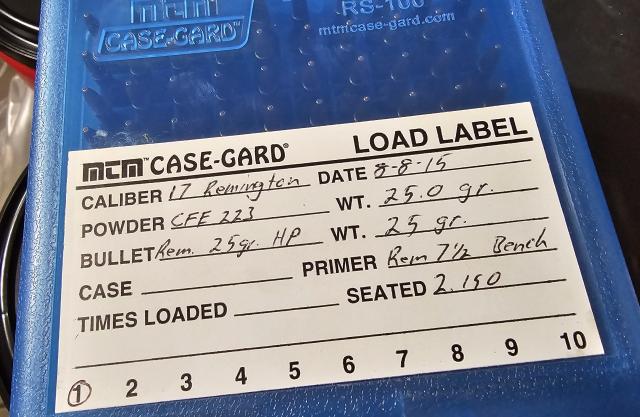 mtm
CASE-GARD™
RS-100
mtmcase-gard.com
mtm™ CASE-GARD® LOAD LABEL
CALIBER 17 Remington DATE 8-8-15
POWDER CFE 223 WT. 25.0 gr.
BULLET Rem. 25gr. HP WT. 25 gr.
CASE PRIMER Rem 7½ Bench
TIMES LOADED SEATED 2.150
1 2 3 4 5 6 7 8 9 10